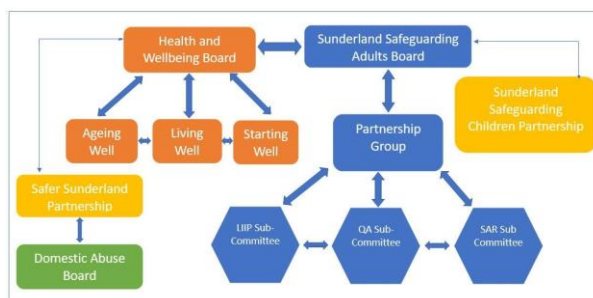 Health and
Wellbeing Board
Sunderland Safeguarding
Adults Board
Sunderland
Safeguarding
Children Partnership
Ageing
Well
Living
Well
Starting
Well
Partnership
Group
Safer Sunderland
Partnership
Domestic Abuse
Board
LIIP Sub-
Committee
QA Sub-
Committee
SAR Sub
Committee